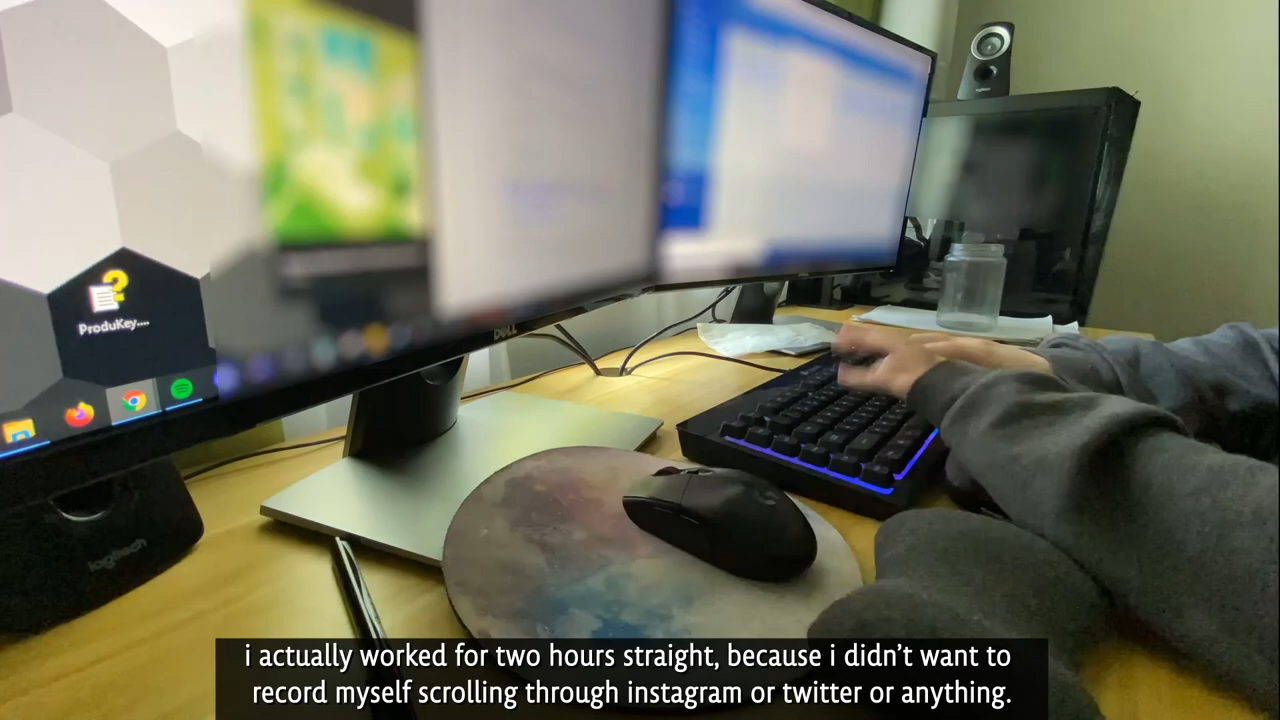 ProduKey....
DELL
logitech
i actually worked for two hours straight, because i didn't want to
record myself scrolling through instagram or twitter or anything.